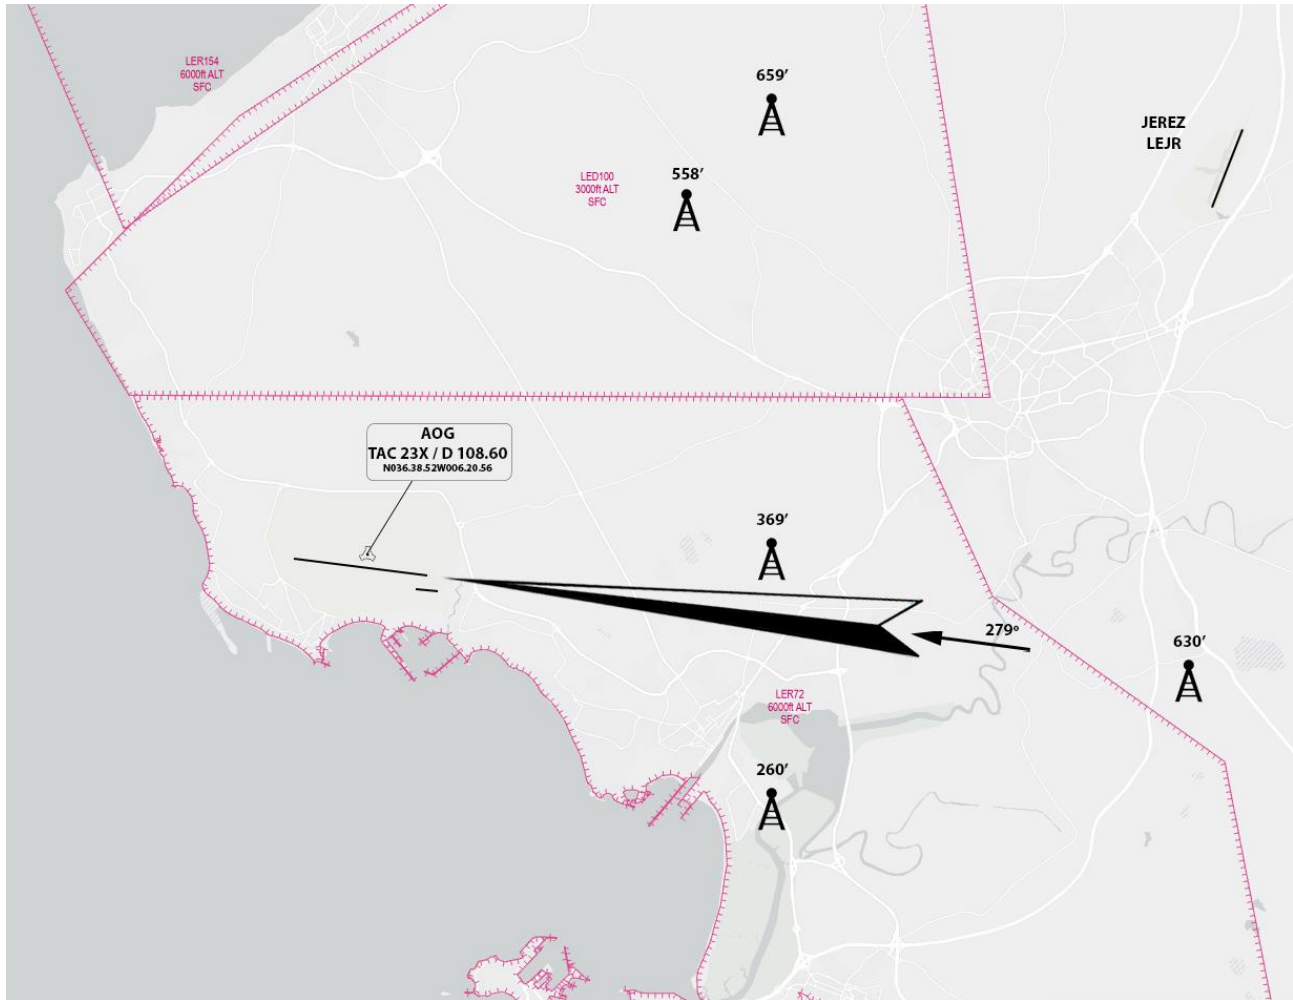 LER154
6000ft ALT
SFC
659’
JEREZ
LEJR
558’
LED100
3000ft ALT
SFC
AOG
TAC 23X / D 108.60
N036.38.52W006.20.56
369’
279°
630’
LER72
6000ft ALT
SFC
260’